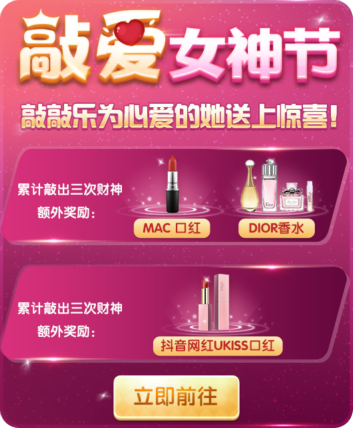 敲爱女神节
敲敲乐为心爱的她送上惊喜！
累计敲出三次财神
额外奖励：
MAC 口红
DIOR香水
累计敲出三次财神
额外奖励：
抖音网红UKISS口红
立即前往